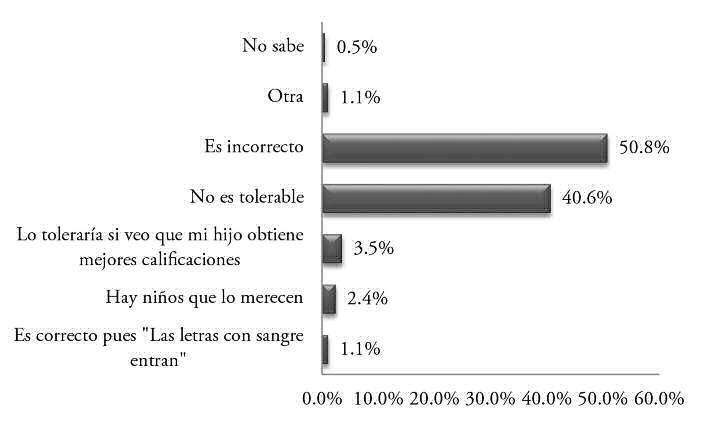 No sabe 0.5%
Otra 1.1%
Es incorrecto 50.8%
No es tolerable 40.6%
Lo toleraría si veo que mi hijo obtiene
mejores calificaciones 3.5%
Hay niños que lo merecen 2.4%
Es correcto pues "Las letras con sangre
entran" 1.1%
0.0% 10.0% 20.0% 30.0% 40.0% 50.0% 60.0%